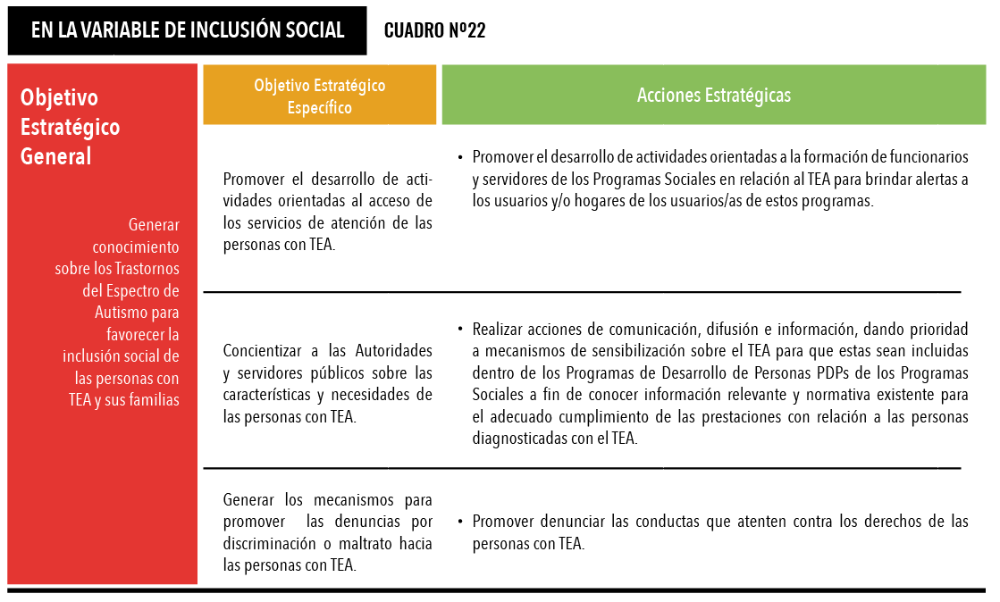 EN LA VARIABLE DE INCLUSIÓN SOCIAL
CUADRO Nº22
Objetivo
Estratégico
General
Generar
conocimiento
sobre los Trastornos
del Espectro de
Autismo para
favorecer la
inclusión social de
las personas con
TEA y sus familias
Objetivo Estratégico
Específico
Acciones Estratégicas
Promover el desarrollo de acti-
vidades orientadas al acceso de
los servicios de atención de las
personas con TEA.
• Promover el desarrollo de actividades orientadas a la formación de funcionarios
y servidores de los Programas Sociales en relación al TEA para brindar alertas a
los usuarios y/o hogares de los usuarios/as de estos programas.
Concientizar a las Autoridades
y servidores públicos sobre las
características y necesidades de
las personas con TEA.
• Realizar acciones de comunicación, difusión e información, dando prioridad
a mecanismos de sensibilización sobre el TEA para que estas sean incluidas
dentro de los Programas de Desarrollo de Personas PDPs de los Programas
Sociales a fin de conocer información relevante y normativa existente para
el adecuado cumplimiento de las prestaciones con relación a las personas
diagnosticadas con el TEA.
Generar los mecanismos para
promover las denuncias por
discriminación o maltrato hacia
las personas con TEA.
• Promover denunciar las conductas que atenten contra los derechos de las
personas con TEA.